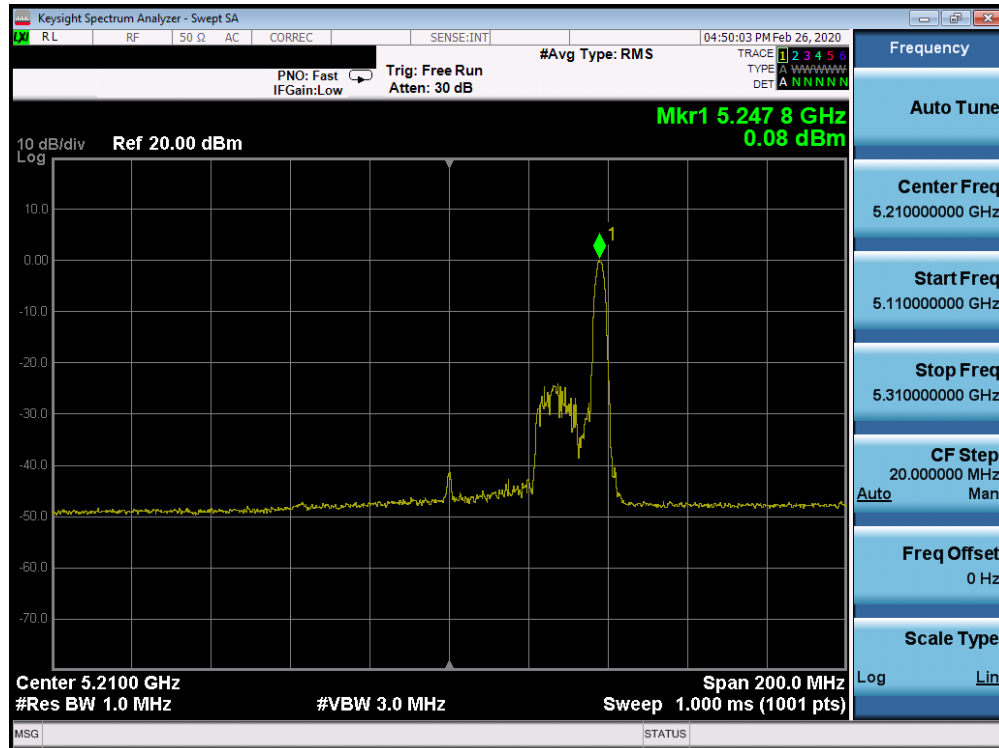 Keysight Spectrum Analyzer - Swept SA
LXI RL RF 50 Ω AC CORREC SENSE:INT 04:50:03 PM Feb 26, 2020
#Avg Type: RMS TRACE 1 2 3 4 5 6
PNO: Fast Trig: Free Run TYPE A WWWWW
IFGain:Low Atten: 30 dB DET A N N N N N
Mkr1 5.247 8 GHz
0.08 dBm
10 dB/div Ref 20.00 dBm
Log
1
10.0
0.00
-10.0
-20.0
-30.0
-40.0
-50.0
-60.0
-70.0
Center 5.2100 GHz Span 200.0 MHz
#Res BW 1.0 MHz #VBW 3.0 MHz Sweep 1.000 ms (1001 pts)
MSG STATUS
Frequency
Auto Tune
Center Freq
5.210000000 GHz
Start Freq
5.110000000 GHz
Stop Freq
5.310000000 GHz
CF Step
20.000000 MHz
Auto Man
Freq Offset
0 Hz
Scale Type
Log Lin